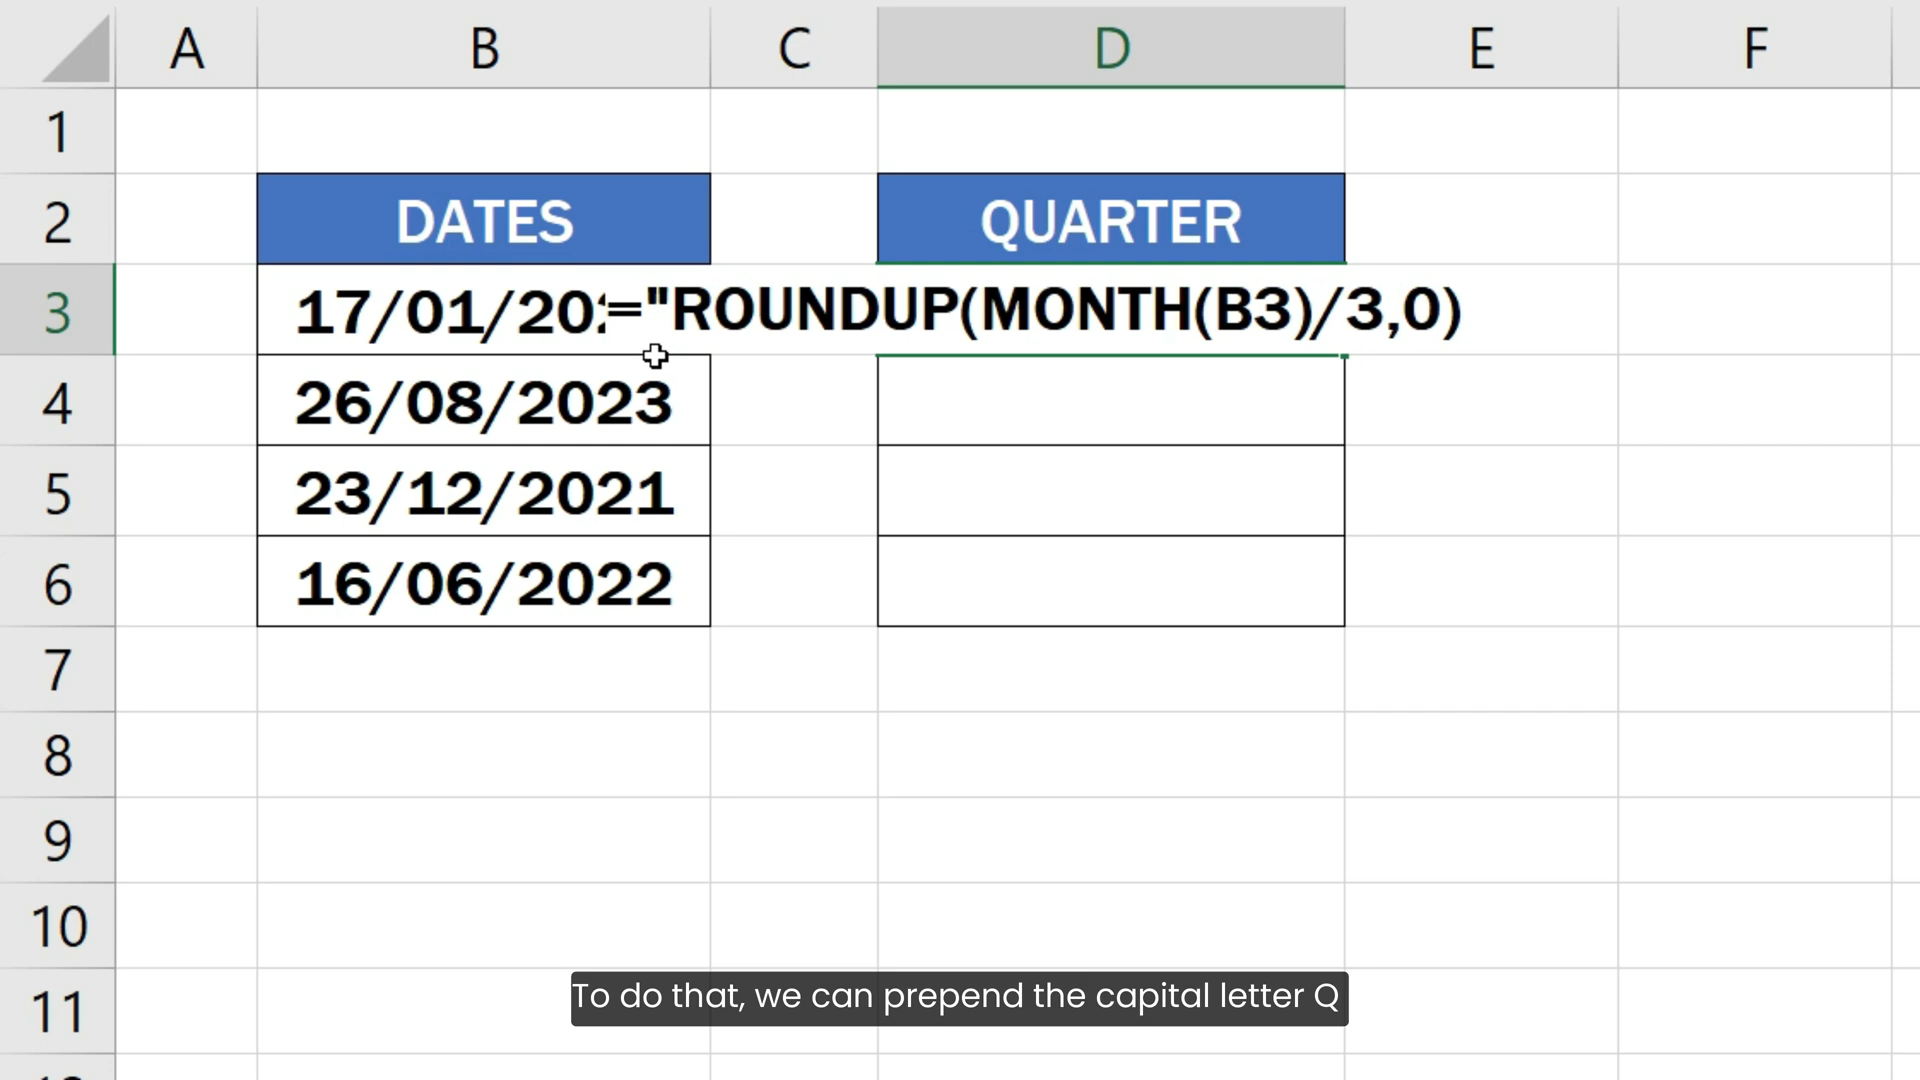 A B C D E F
1
2 DATES QUARTER
3 17/01/202 ="ROUNDUP(MONTH(B3)/3,0)
4 26/08/2023
5 23/12/2021
6 16/06/2022
7
8
9
10
11
To do that, we can prepend the capital letter Q